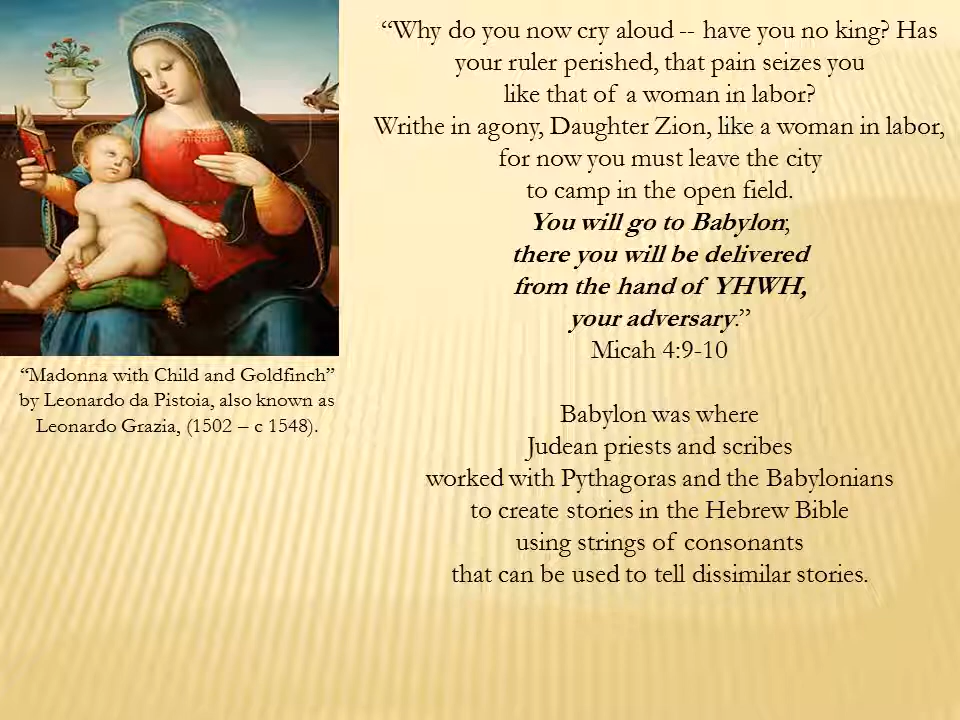 “Why do you now cry aloud -- have you no king? Has
your ruler perished, that pain seizes you
like that of a woman in labor?
Writhe in agony, Daughter Zion, like a woman in labor,
for now you must leave the city
to camp in the open field.
You will go to Babylon;
there you will be delivered
from the hand of YHWH,
your adversary.”
Micah 4:9-10
“Madonna with Child and Goldfinch”
by Leonardo da Pistoia, also known as
Leonardo Grazia, (1502 – c 1548).
Babylon was where
Judean priests and scribes
worked with Pythagoras and the Babylonians
to create stories in the Hebrew Bible
using strings of consonants
that can be used to tell dissimilar stories.